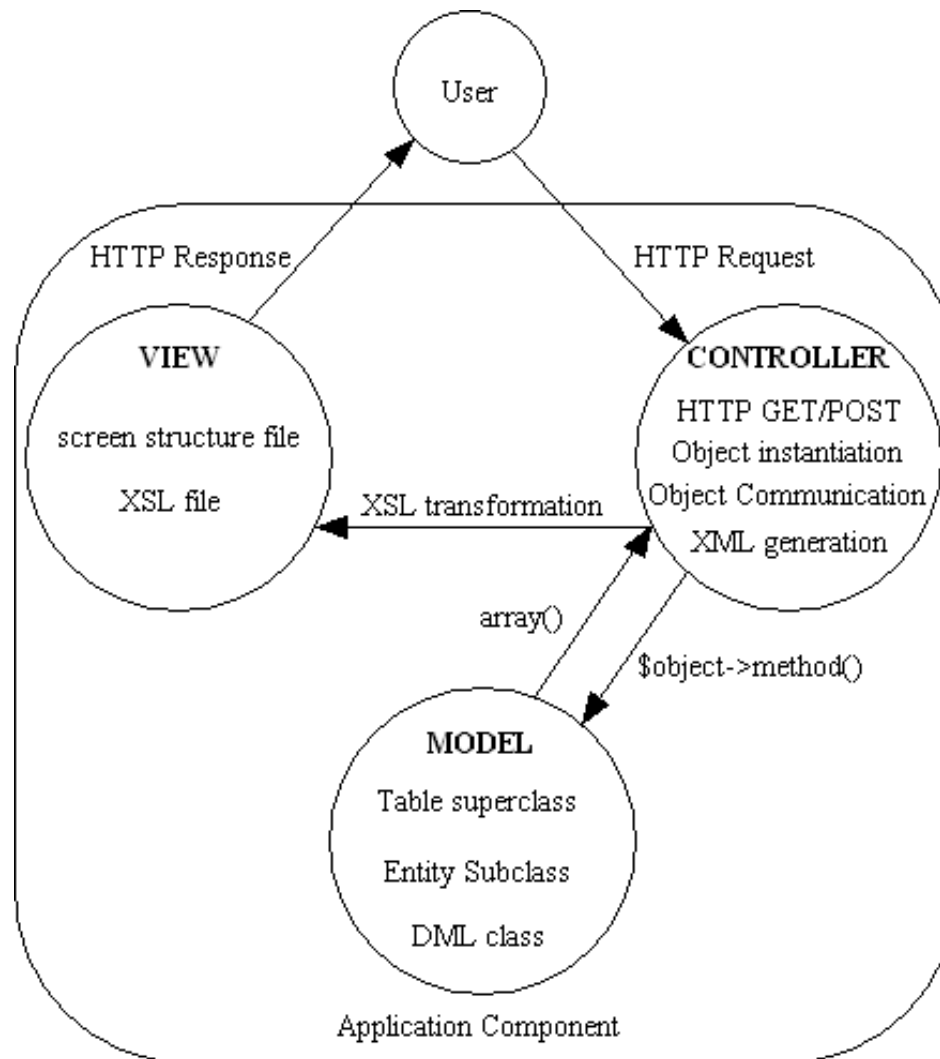 User
HTTP Response
HTTP Request
VIEW
screen structure file
XSL file
CONTROLLER
HTTP GET/POST
Object instantiation
Object Communication
XML generation
XSL transformation
array()
$object->method()
MODEL
Table superclass
Entity Subclass
DML class
Application Component